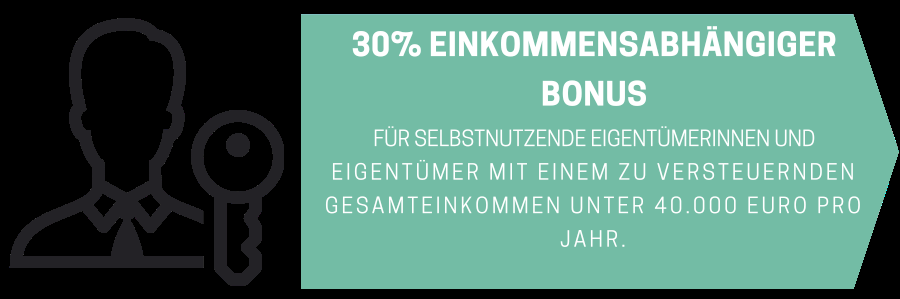 30% EINKOMMENSABHÄNGIGER
BONUS
FÜR SELBSTNUTZENDE EIGENTÜMERINNEN UND
EIGENTÜMER MIT EINEM ZU VERSTEUERNDEN
GESAMTEINKOMMEN UNTER 40.000 EURO PRO
JAHR.